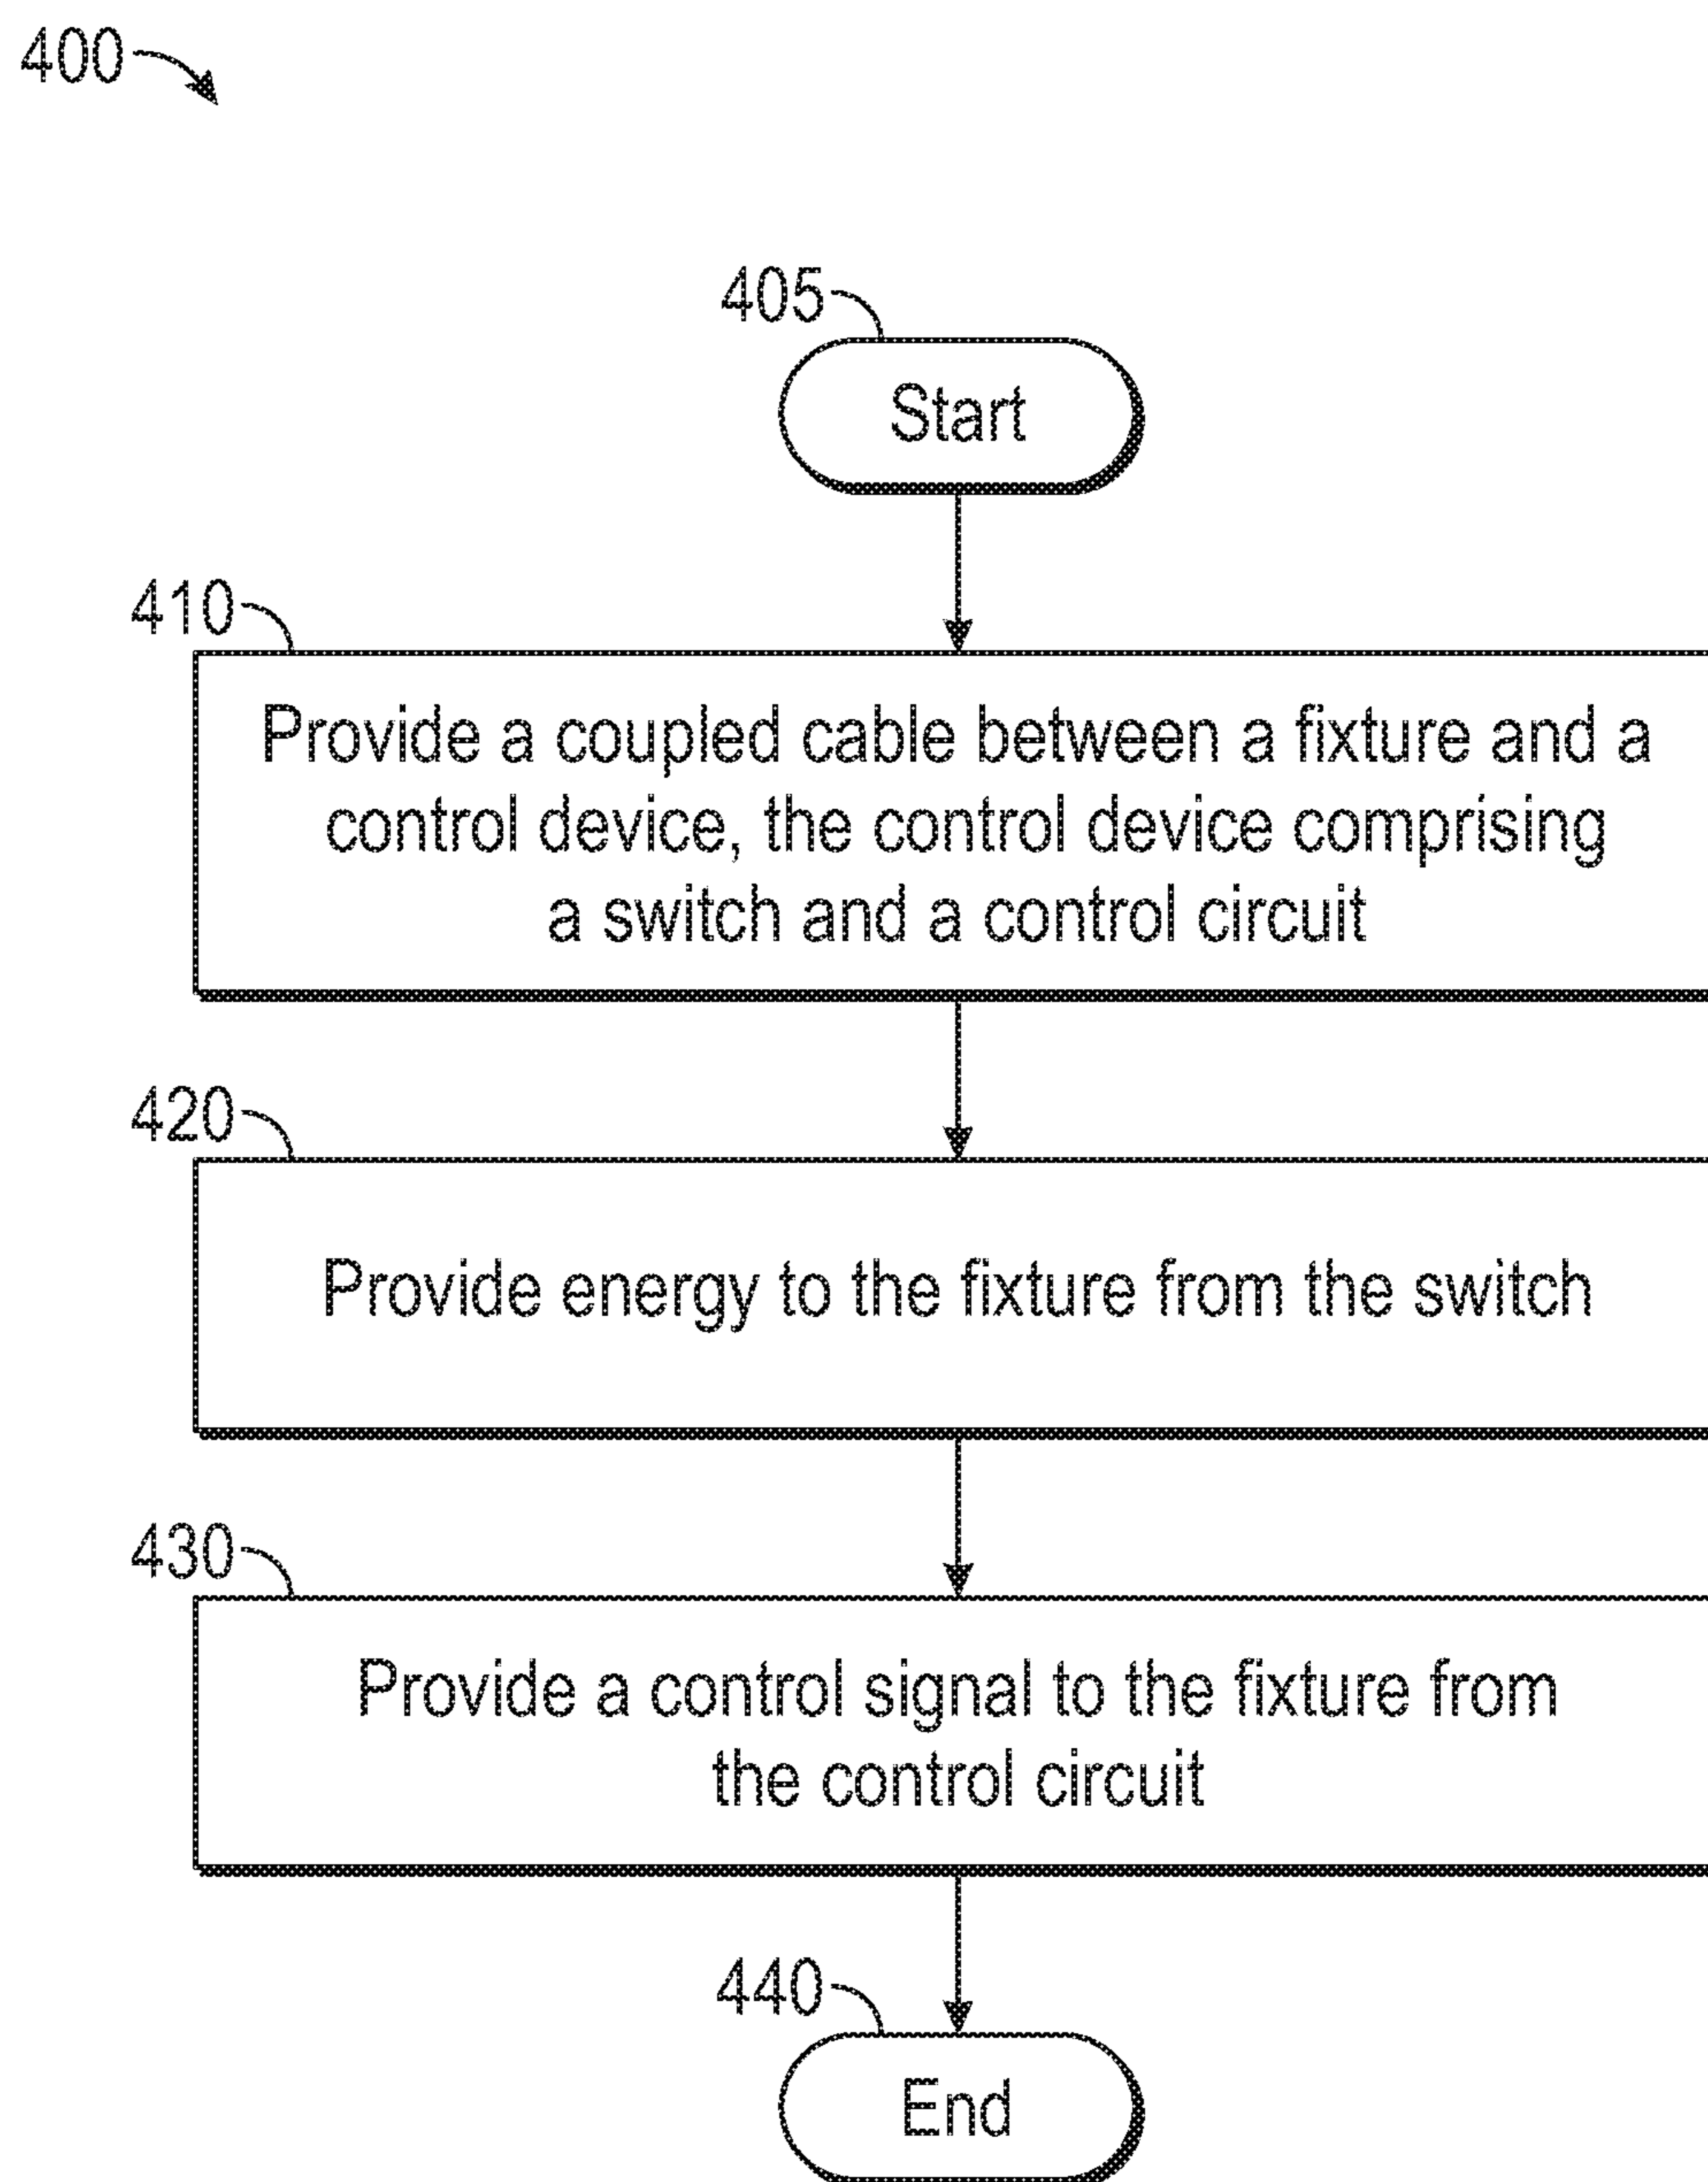 400
405
Start
410
Provide a coupled cable between a fixture and a
control device, the control device comprising
a switch and a control circuit
420
Provide energy to the fixture from the switch
430
Provide a control signal to the fixture from
the control circuit
440
End